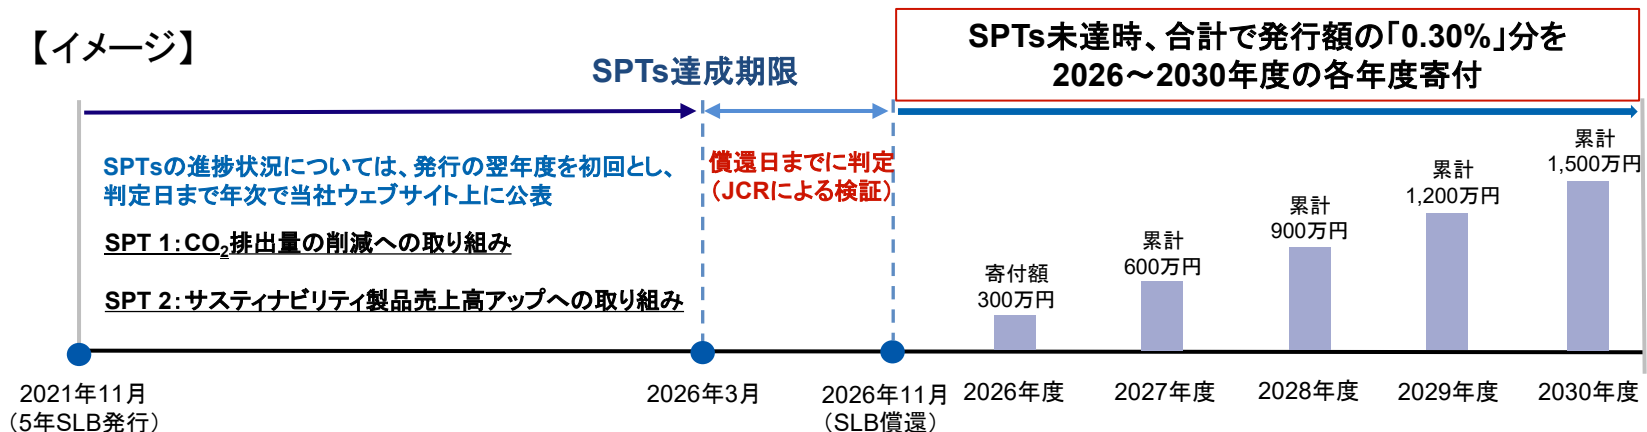 【イメージ】
SPTs達成期限
SPTs未達時、合計で発行額の「0.30%」分を
2026～2030年度の各年度寄付
SPTsの進捗状況については、発行の翌年度を初回とし、
判定日まで年次で当社ウェブサイト上に公表
SPT 1：CO₂排出量の削減への取り組み
SPT 2：サスティナビリティ製品売上高アップへの取り組み
償還日までに判定
（JCRによる検証）
寄付額
300万円
累計
600万円
累計
900万円
累計
1,200万円
累計
1,500万円
2021年11月
（5年SLB発行）
2026年3月
2026年11月
（SLB償還）
2026年度
2027年度
2028年度
2029年度
2030年度